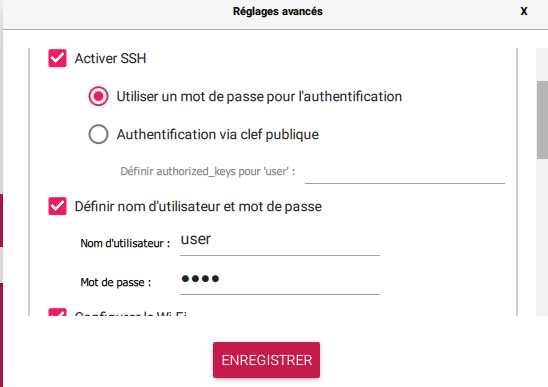 Réglages avancés X
Activer SSH
Utiliser un mot de passe pour l'authentification
Authentification via clef publique
Définir authorized_keys pour 'user' :
Définir nom d'utilisateur et mot de passe
Nom d'utilisateur : user
Mot de passe : ●●●●
Configurer le Wi-Fi
ENREGISTRER